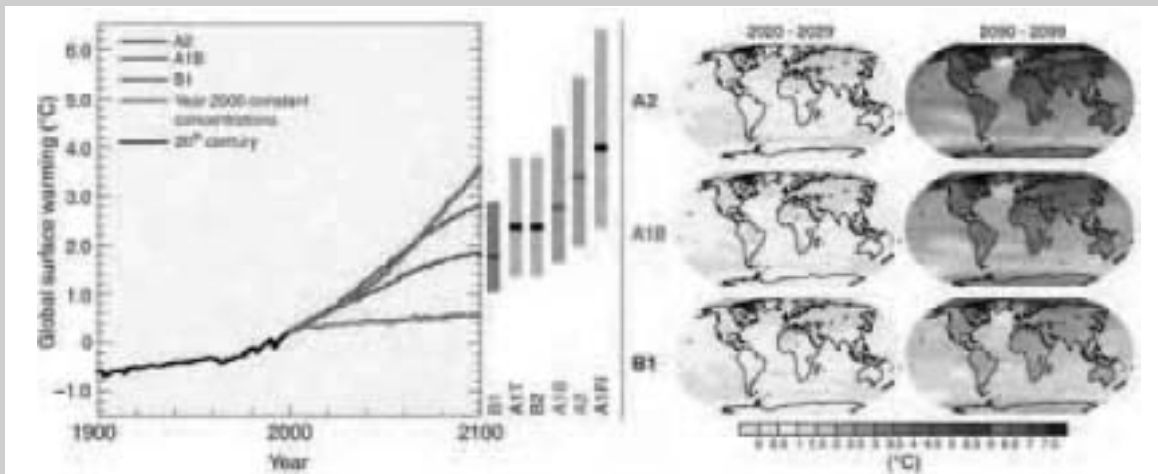 6.0
5.0
4.0
3.0
2.0
1.0
0
−1.0
Global surface warming (°C)
A2
A1B
B1
Year 2000 constant
concentrations
20th century
1900
2000
2100
Year
B1
A1T
B2
A1B
A2
A1FI
2020 - 2029
2090 - 2099
A2
A1B
B1
(°C)